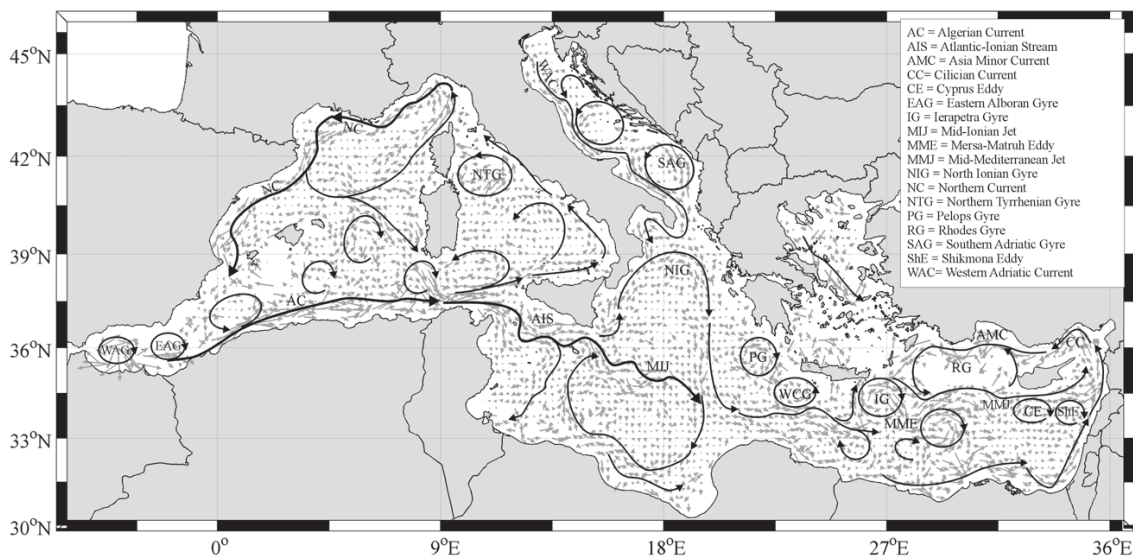 45°N
42°N
39°N
36°N
33°N
30°N
0°
9°E
18°E
27°E
36°E
AC = Algerian Current
AIS = Atlantic-Ionian Stream
AMC = Asia Minor Current
CC= Cilician Current
CE = Cyprus Eddy
EAG = Eastern Alboran Gyre
IG = Ierapetra Gyre
MIJ = Mid-Ionian Jet
MME = Mersa-Matruh Eddy
MMJ = Mid-Mediterranean Jet
NIG = North Ionian Gyre
NC = Northern Current
NTG = Northern Tyrrhenian Gyre
PG = Pelops Gyre
RG = Rhodes Gyre
SAG = Southern Adriatic Gyre
ShE = Shikmona Eddy
WAC= Western Adriatic Current
WAC
NC
NC
NTG
SAG
NIG
AC
AIS
WAG
EAG
MIJ
PG
WCG
IG
AMC
CC
RG
MMJ
CE
ShE
MME